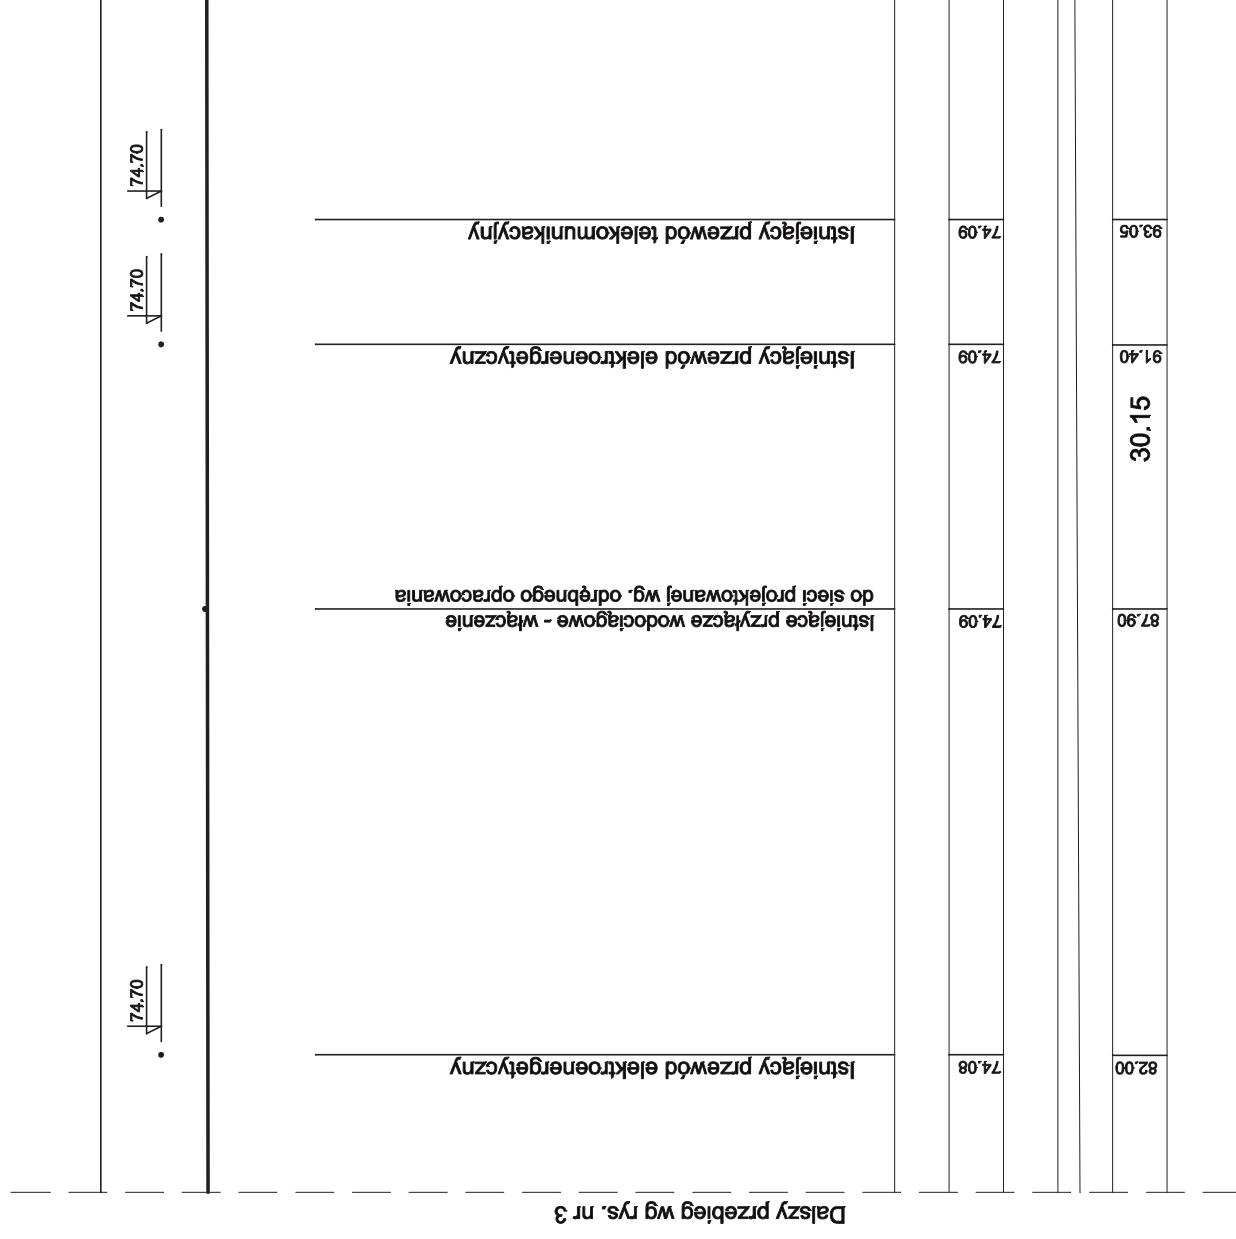 74.70
Istniejący przewód telekomunikacyjny
74.09
93.05
74.70
Istniejący przewód elektroenergetyczny
74.09
91.40
30.15
Istniejące przyłącze wodociągowe - włączenie
do sieci projektowanej wg. odrębnego opracowania
74.09
87.90
74.70
Istniejący przewód elektroenergetyczny
74.08
82.00
Dalszy przebieg wg rys. nr 3